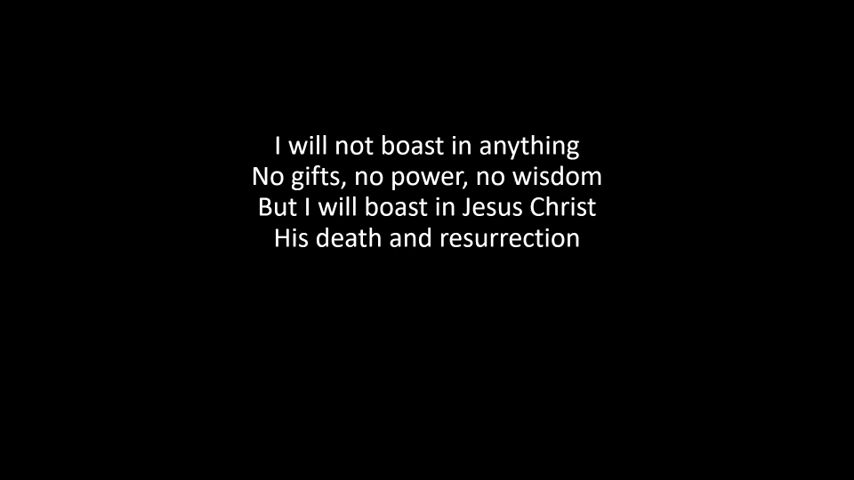 I will not boast in anything
No gifts, no power, no wisdom
But I will boast in Jesus Christ
His death and resurrection